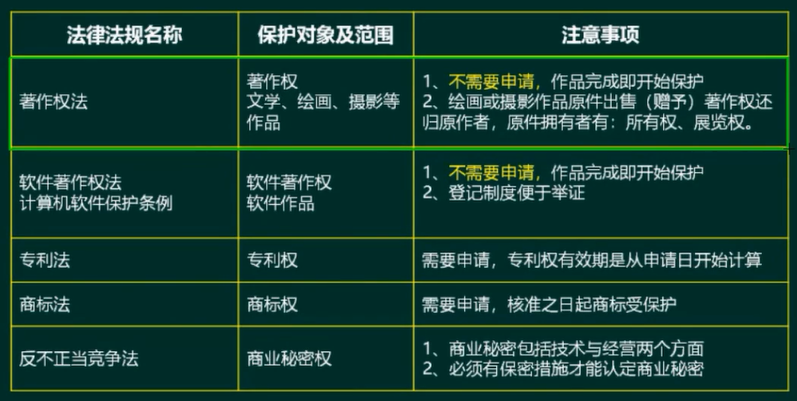 法律法规名称
保护对象及范围
注意事项
著作权法
著作权
文学、绘画、摄影等
作品
1、不需要申请，作品完成即开始保护
2、绘画或摄影作品原件出售（赠予）著作权还
归原作者，原件拥有者有：所有权、展览权。
软件著作权法
计算机软件保护条例
软件著作权
软件作品
1、不需要申请，作品完成即开始保护
2、登记制度便于举证
专利法
专利权
需要申请，专利权有效期是从申请日开始计算
商标法
商标权
需要申请，核准之日起商标受保护
反不正当竞争法
商业秘密权
1、商业秘密包括技术与经营两个方面
2、必须有保密措施才能认定商业秘密